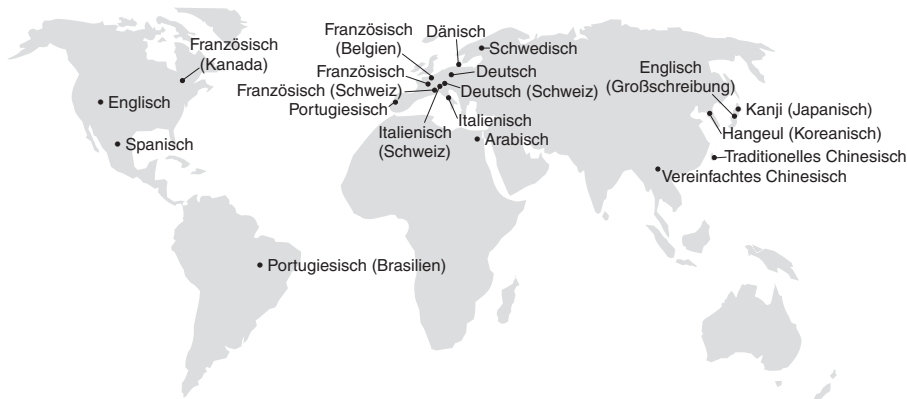 Französisch
(Kanada)
Englisch
Spanisch
Portugiesisch (Brasilien)
Französisch
(Belgien)
Dänisch
Schwedisch
Französisch
Deutsch
Französisch (Schweiz)
Deutsch (Schweiz)
Portugiesisch
Italienisch
Italienisch
(Schweiz)
Arabisch
Englisch
(Großschreibung)
Kanji (Japanisch)
Hangeul (Koreanisch)
Traditionelles Chinesisch
Vereinfachtes Chinesisch